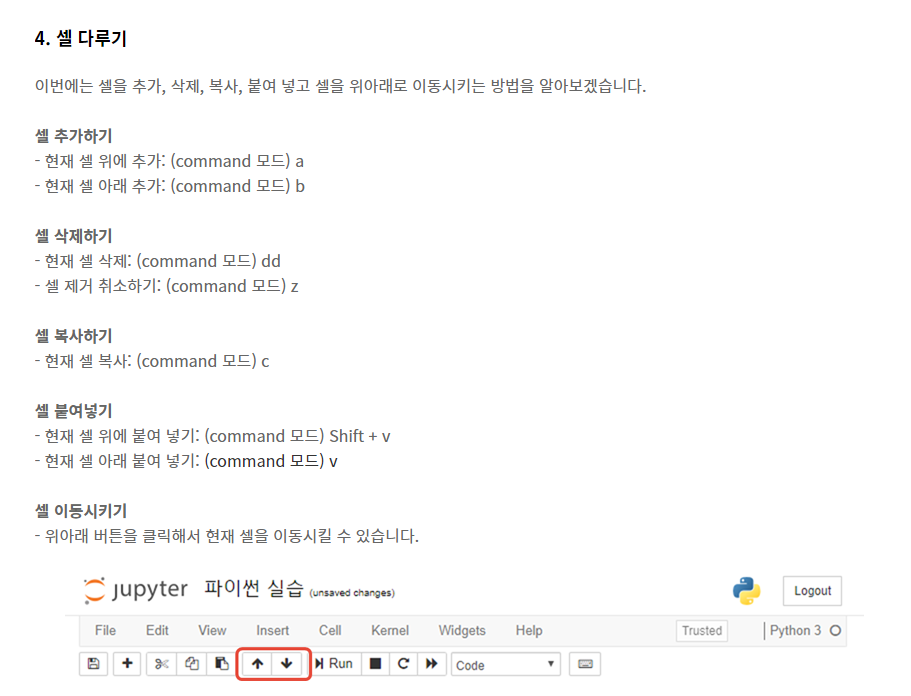 4. 셀 다루기
이번에는 셀을 추가, 삭제, 복사, 붙여 넣고 셀을 위아래로 이동시키는 방법을 알아보겠습니다.
셀 추가하기
- 현재 셀 위에 추가: (command 모드) a
- 현재 셀 아래 추가: (command 모드) b
셀 삭제하기
- 현재 셀 삭제: (command 모드) dd
- 셀 제거 취소하기: (command 모드) z
셀 복사하기
- 현재 셀 복사: (command 모드) c
셀 붙여넣기
- 현재 셀 위에 붙여 넣기: (command 모드) Shift + v
- 현재 셀 아래 붙여 넣기: (command 모드) v
셀 이동시키기
- 위아래 버튼을 클릭해서 현재 셀을 이동시킬 수 있습니다.
jupyter 파이썬 실습 (unsaved changes) Logout
File Edit View Insert Cell Kernel Widgets Help Trusted Python 3
Run Code